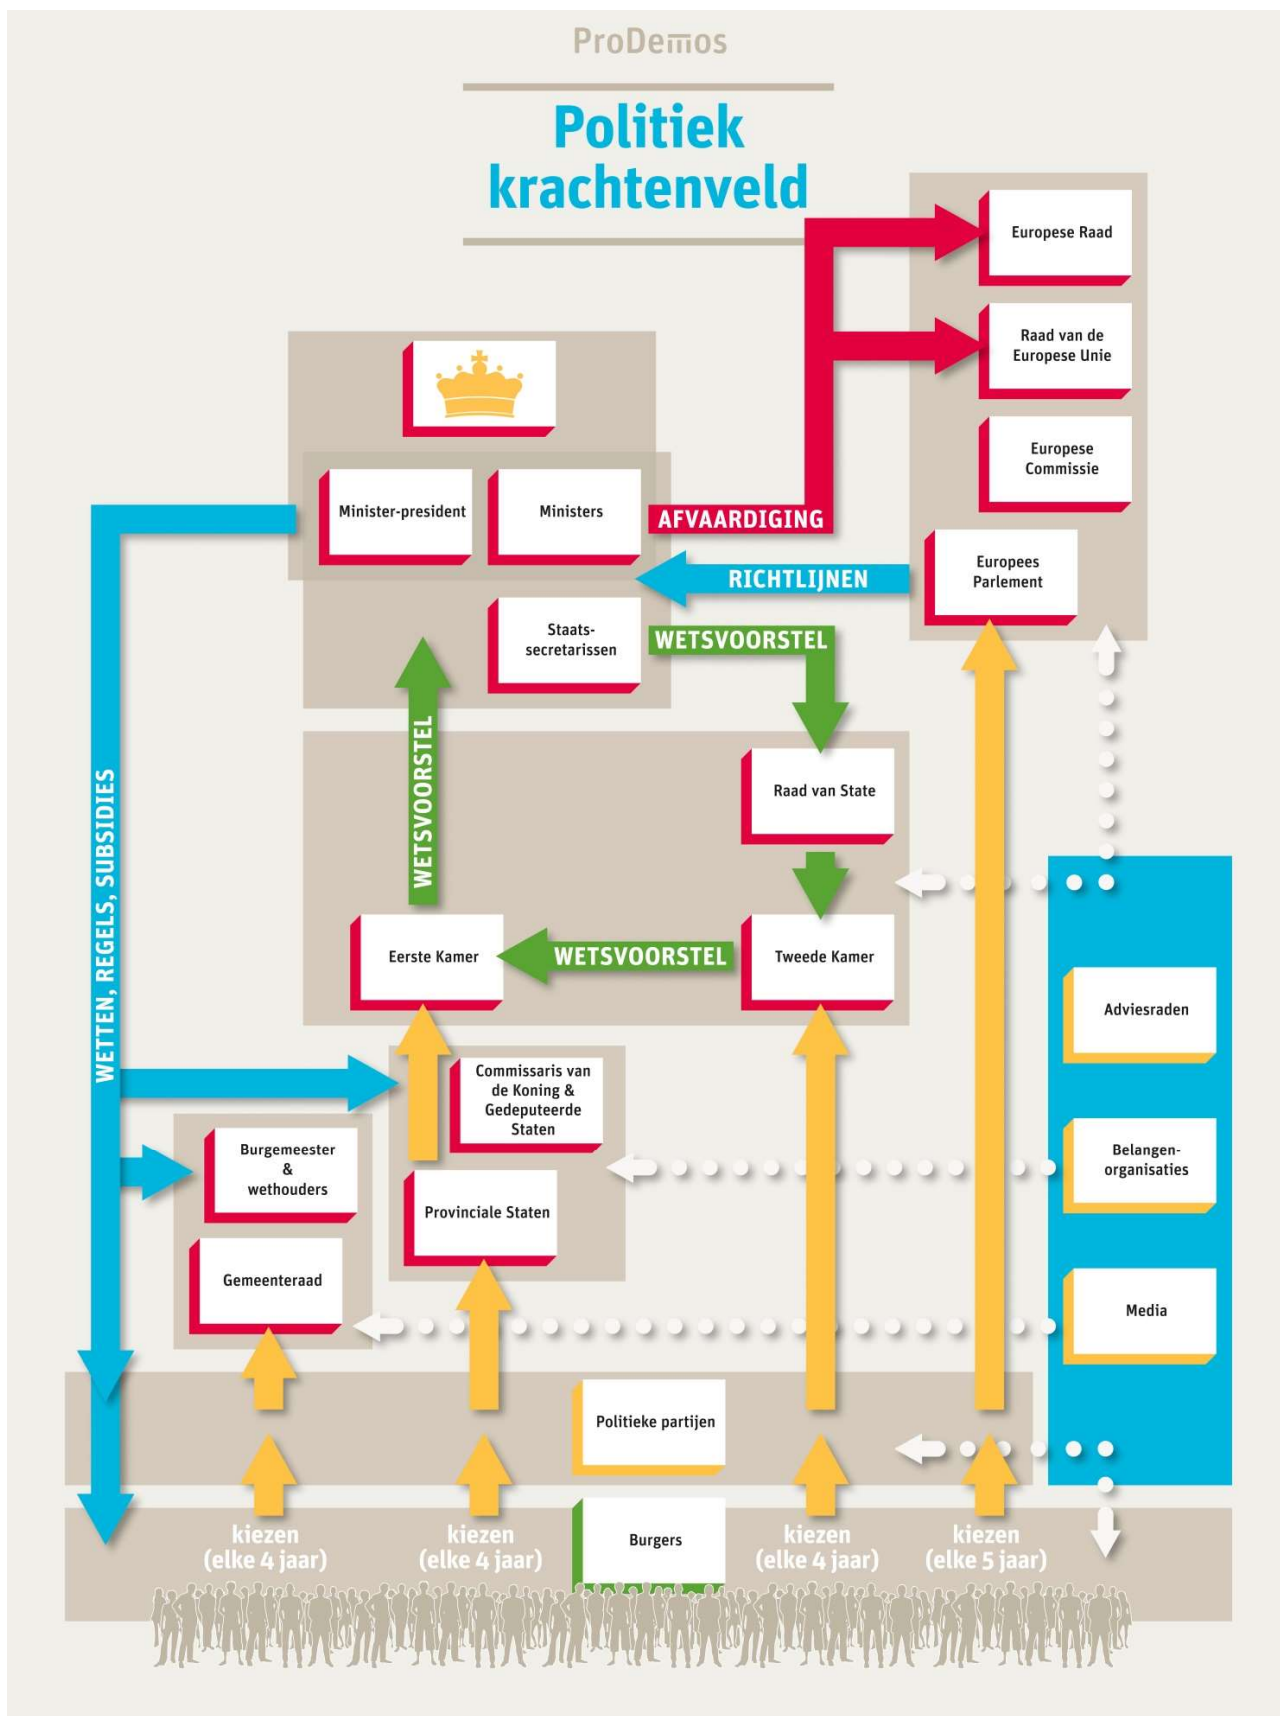 ProDemos
Politiek
krachtenveld
Europese Raad
Raad van de
Europese Unie
Europese
Commissie
Minister-president
Ministers
AFVAARDIGING
Europees
Parlement
RICHTLIJNEN
Staats-
secretarissen
WETSVOORSTEL
WETSVOORSTEL
Raad van State
WETTEN, REGELS, SUBSIDIES
Eerste Kamer
WETSVOORSTEL
Tweede Kamer
Adviesraden
Commissaris van
de Koning &
Gedeputeerde
Staten
Burgemeester
&
wethouders
Belangen-
organisaties
Provinciale Staten
Gemeenteraad
Media
Politieke partijen
kiezen
(elke 4 jaar)
kiezen
(elke 4 jaar)
Burgers
kiezen
(elke 4 jaar)
kiezen
(elke 5 jaar)